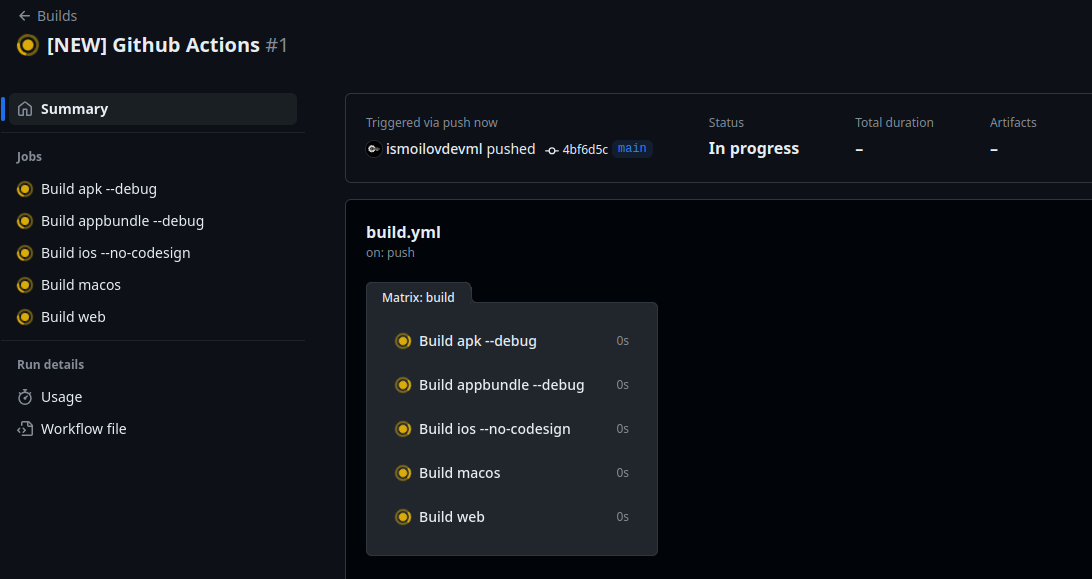 Builds
[NEW] Github Actions #1
Summary
Jobs
Build apk --debug
Build appbundle --debug
Build ios --no-codesign
Build macos
Build web
Run details
Usage
Workflow file
Triggered via push now
ismoilovdevml pushed 4bf6d5c main
Status
In progress
Total duration
–
Artifacts
–
build.yml
on: push
Matrix: build
Build apk --debug 0s
Build appbundle --debug 0s
Build ios --no-codesign 0s
Build macos 0s
Build web 0s